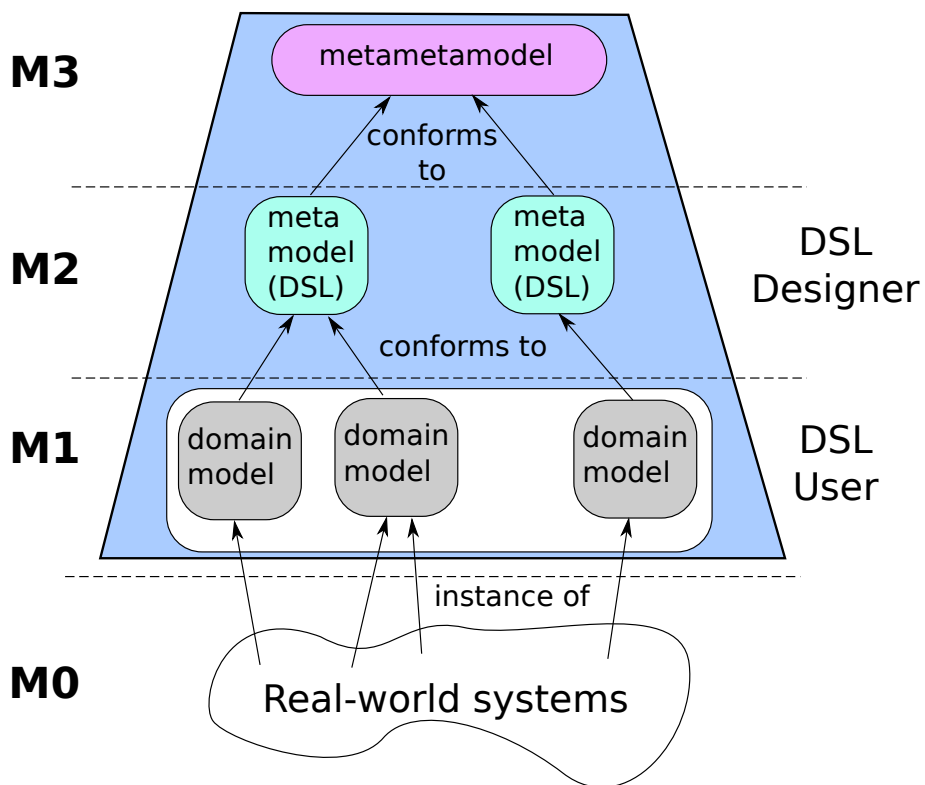 M3
metametamodel
conforms
to
M2
meta
model
(DSL)
meta
model
(DSL)
DSL
Designer
conforms to
M1
domain
model
domain
model
domain
model
DSL
User
instance of
M0
Real-world systems